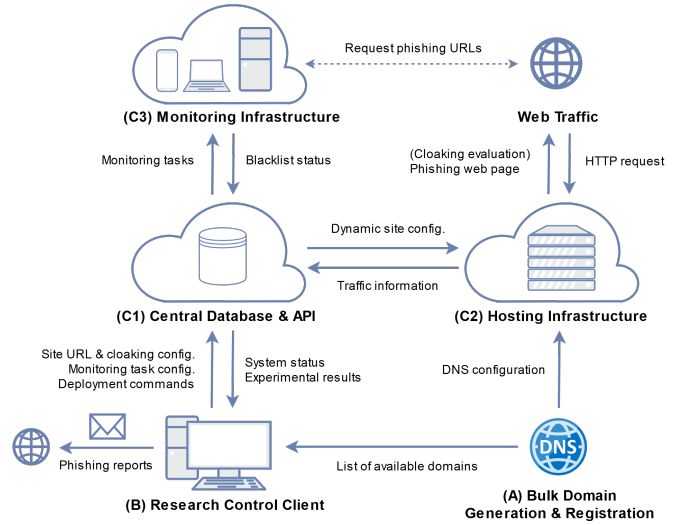 Request phishing URLs
(C3) Monitoring Infrastructure
Web Traffic
Monitoring tasks
Blacklist status
(Cloaking evaluation)
Phishing web page
HTTP request
Dynamic site config.
Traffic information
(C1) Central Database & API
(C2) Hosting Infrastructure
Site URL & cloaking config.
Monitoring task config.
Deployment commands
System status
Experimental results
DNS configuration
DNS
Phishing reports
List of available domains
(B) Research Control Client
(A) Bulk Domain
Generation & Registration